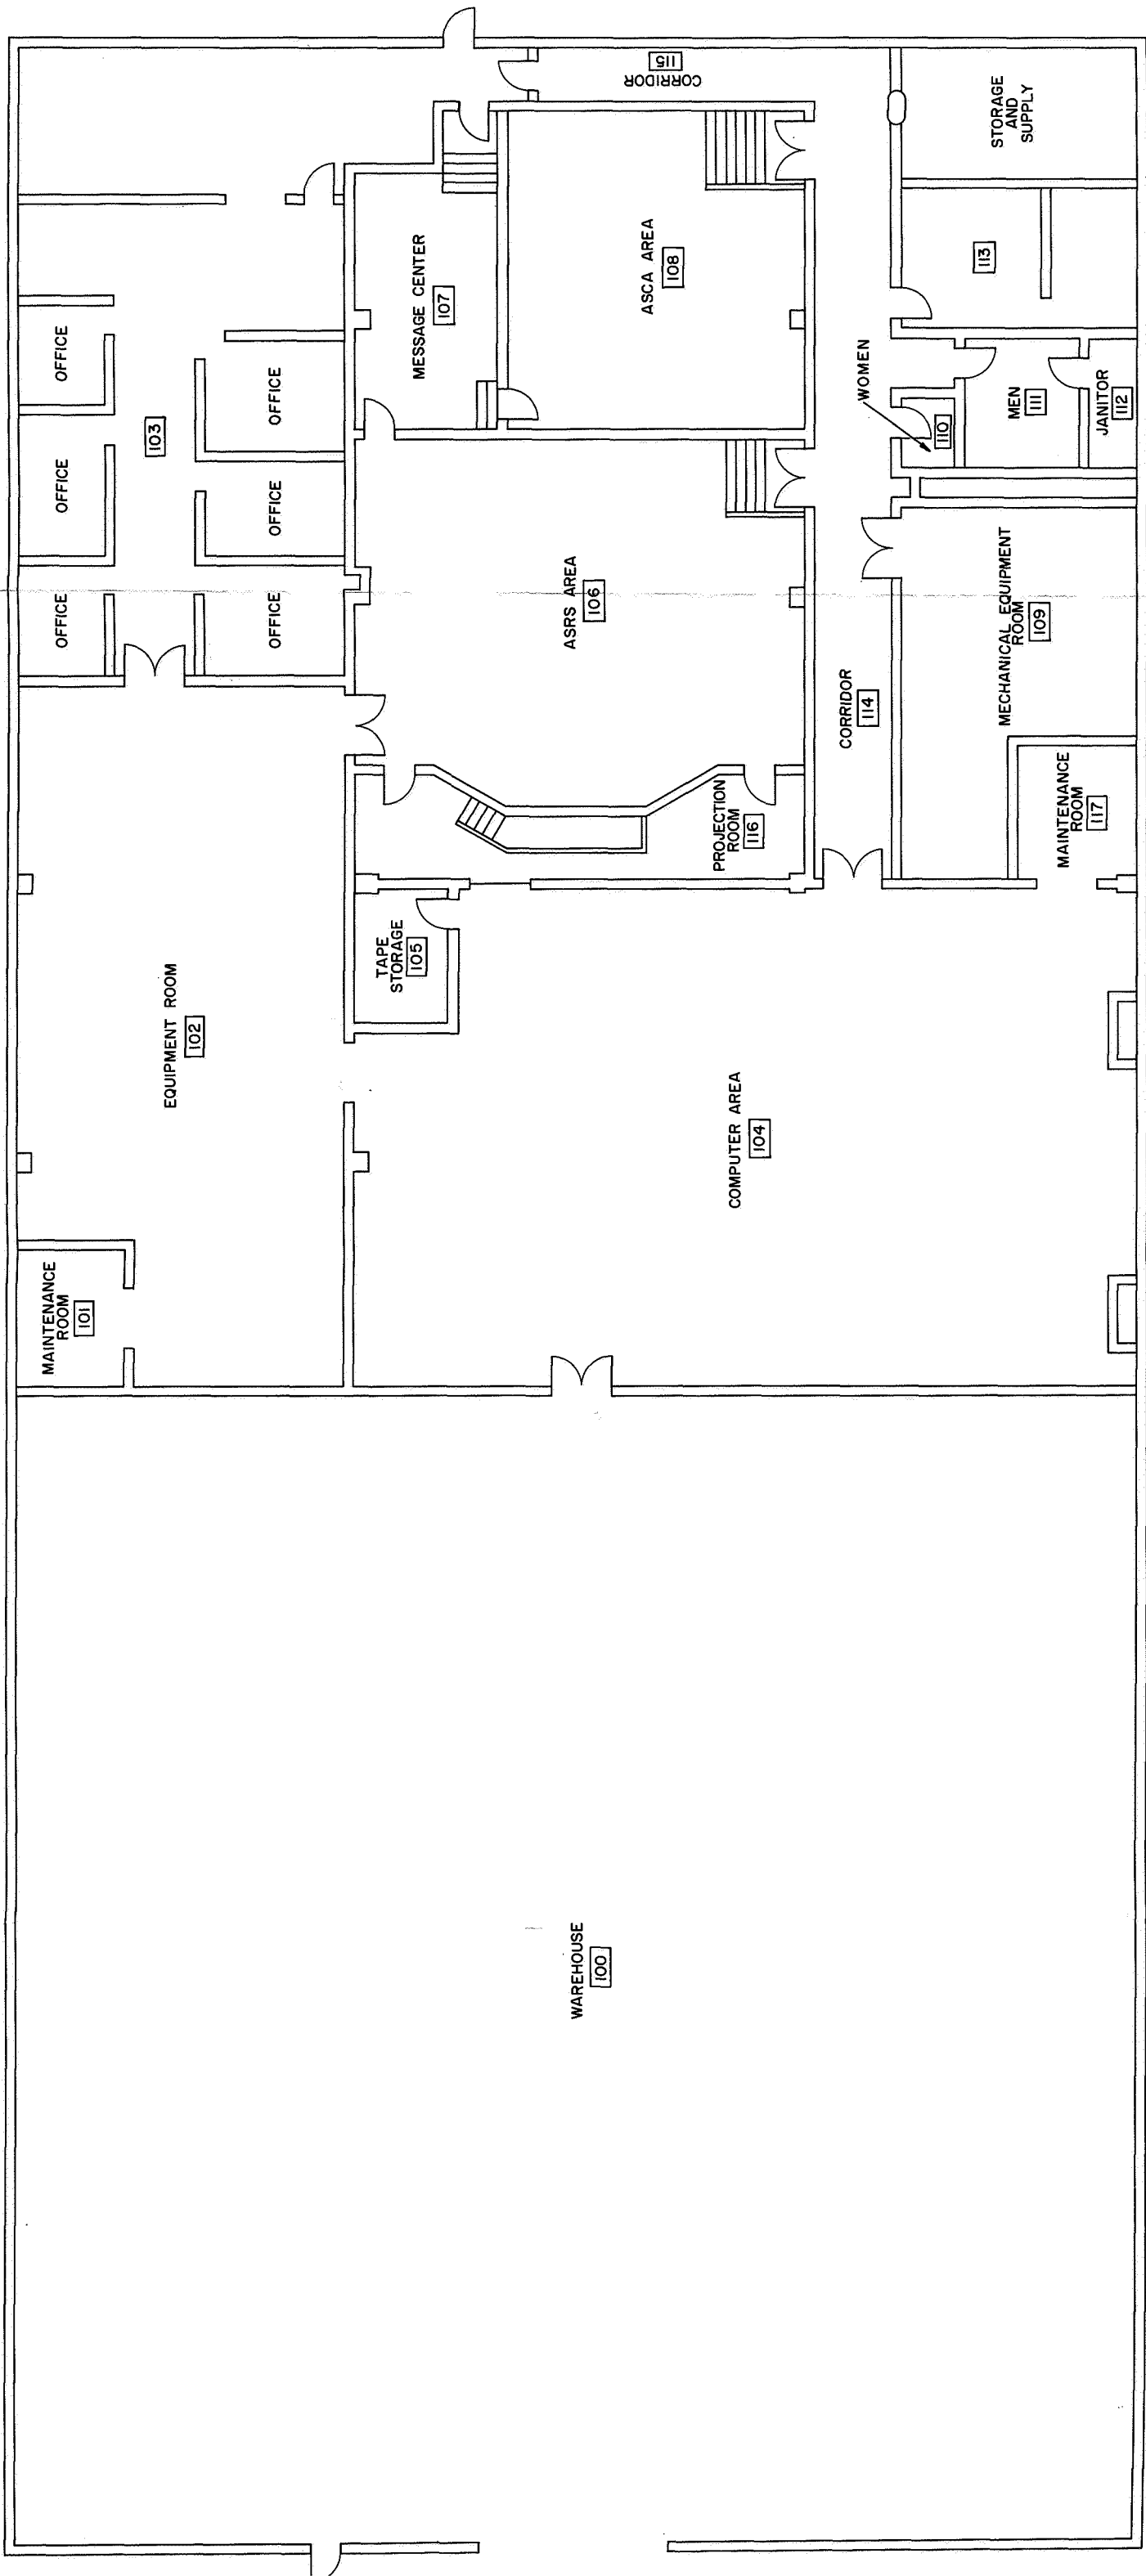 WAREHOUSE
100
MAINTENANCE
ROOM
101
EQUIPMENT ROOM
102
OFFICE
OFFICE
OFFICE
103
OFFICE
OFFICE
OFFICE
COMPUTER AREA
104
TAPE
STORAGE
105
ASRS AREA
106
MESSAGE CENTER
107
ASCA AREA
108
PROJECTION
ROOM
116
CORRIDOR
114
CORRIDOR
115
MAINTENANCE
ROOM
117
MECHANICAL EQUIPMENT
ROOM
109
WOMEN
110
MEN
111
JANITOR
112
113
STORAGE
AND
SUPPLY